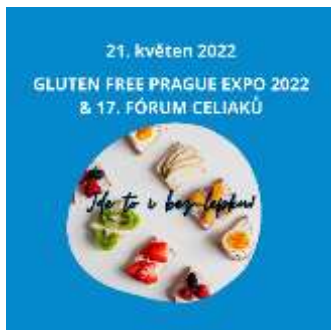 21. květen 2022
GLUTEN FREE PRAGUE EXPO 2022
& 17. FÓRUM CELIAKŮ
Jde to i bez lepku!